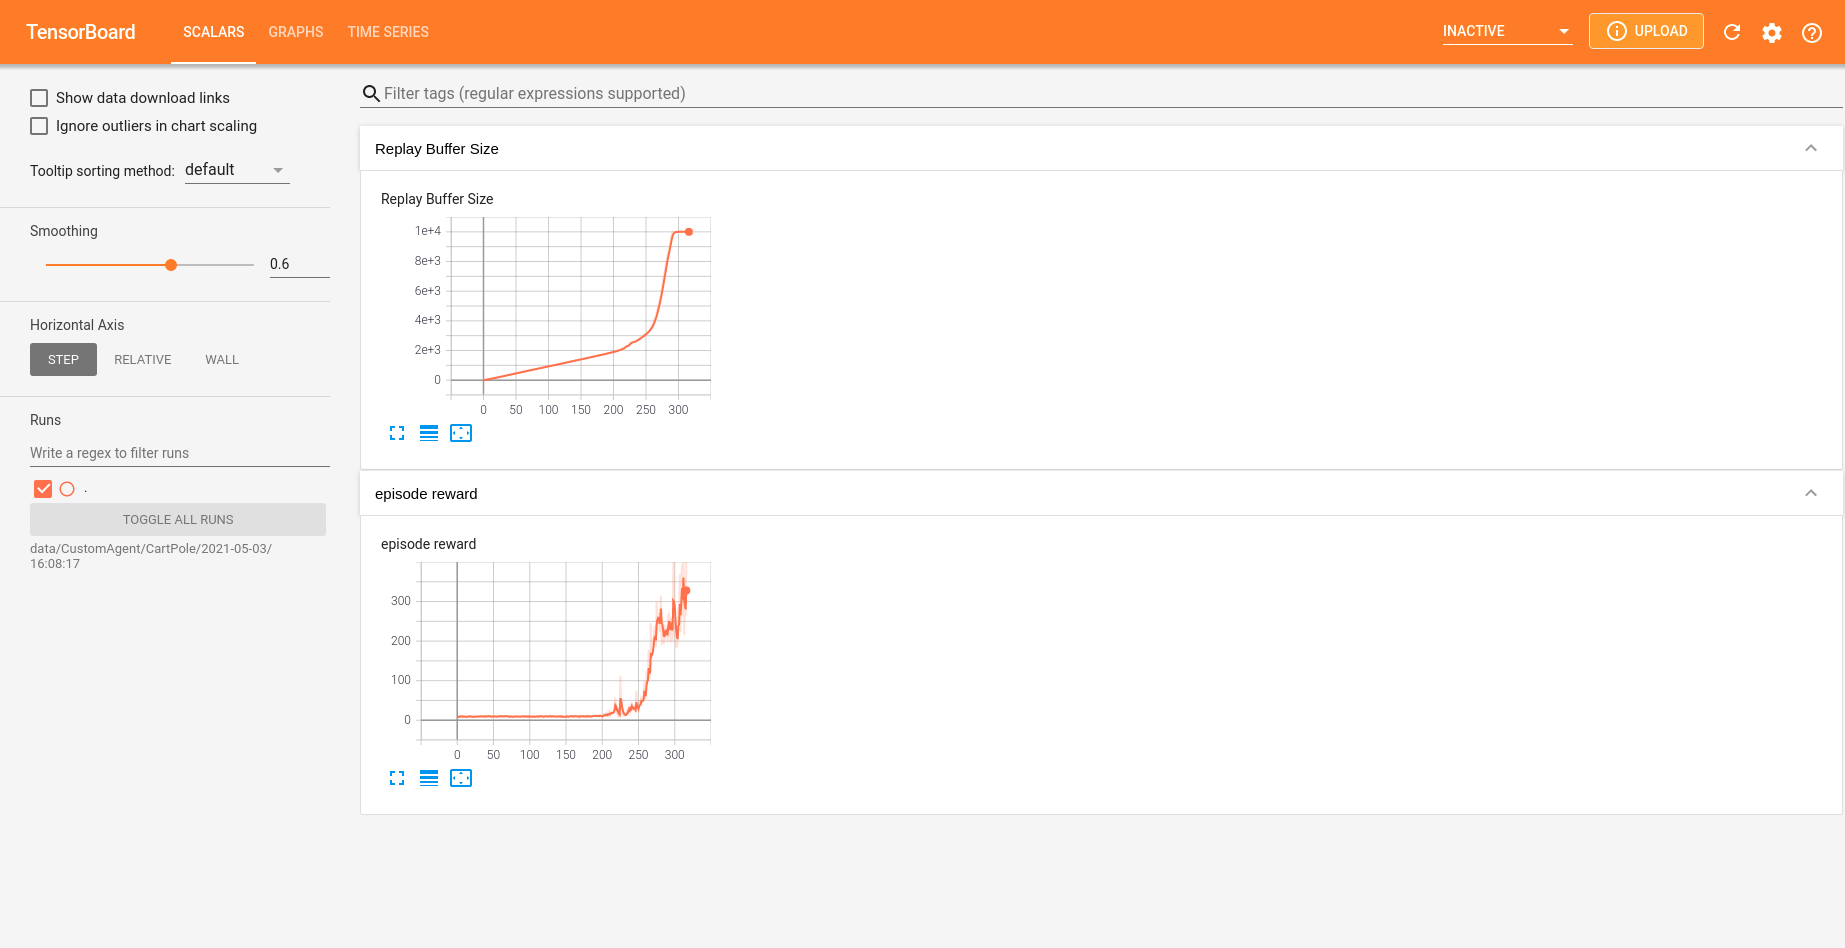 TensorBoard SCALARS GRAPHS TIME SERIES INACTIVE UPLOAD
Show data download links
Ignore outliers in chart scaling
Tooltip sorting method: default
Smoothing
0.6
Horizontal Axis
STEP RELATIVE WALL
Runs
Write a regex to filter runs
.
TOGGLE ALL RUNS
data/CustomAgent/CartPole/2021-05-03/
16:08:17
Filter tags (regular expressions supported)
Replay Buffer Size
Replay Buffer Size
1e+4
8e+3
6e+3
4e+3
2e+3
0
0 50 100 150 200 250 300
episode reward
episode reward
300
200
100
0
0 50 100 150 200 250 300